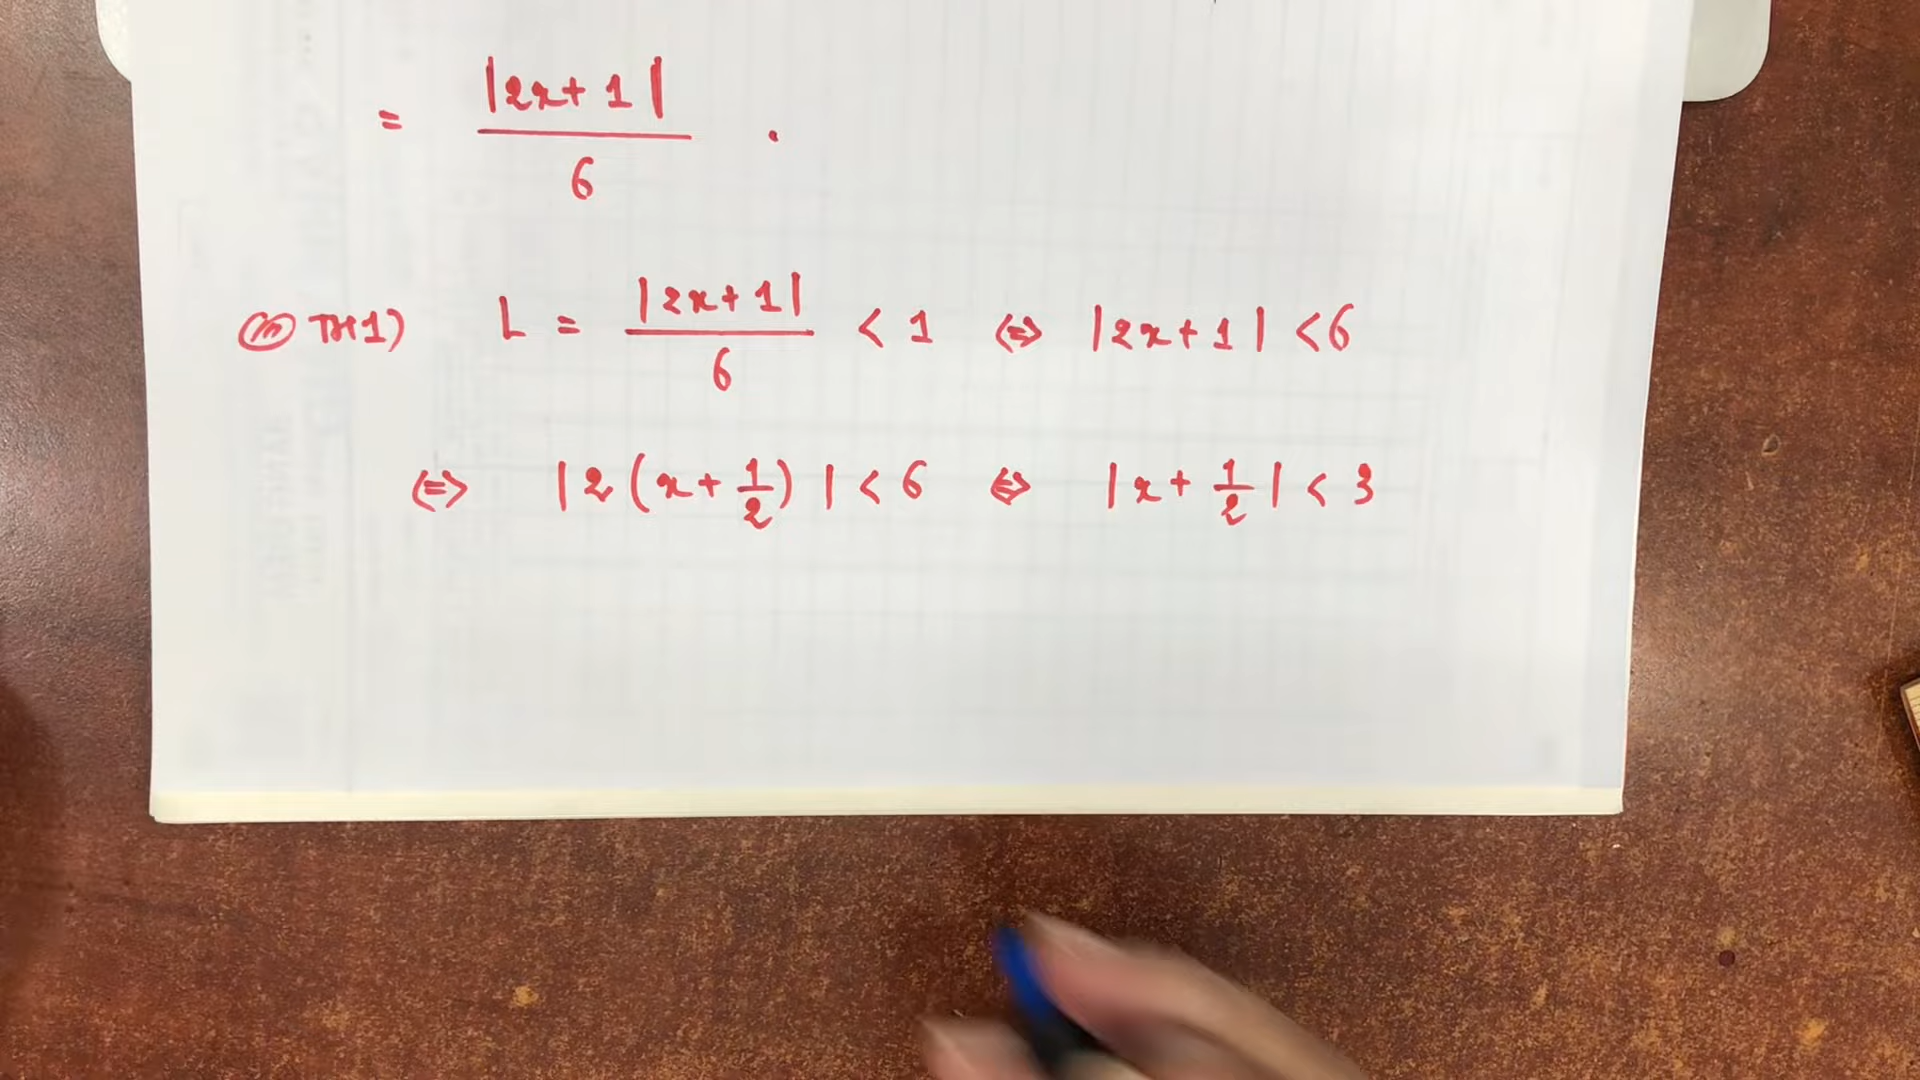 = |2x+1| / 6 .
(m) TH1) L = |2x+1| / 6 < 1 ⇔ |2x+1| < 6
⇔ |2(x+1/2)| < 6 ⇔ |x+1/2| < 3